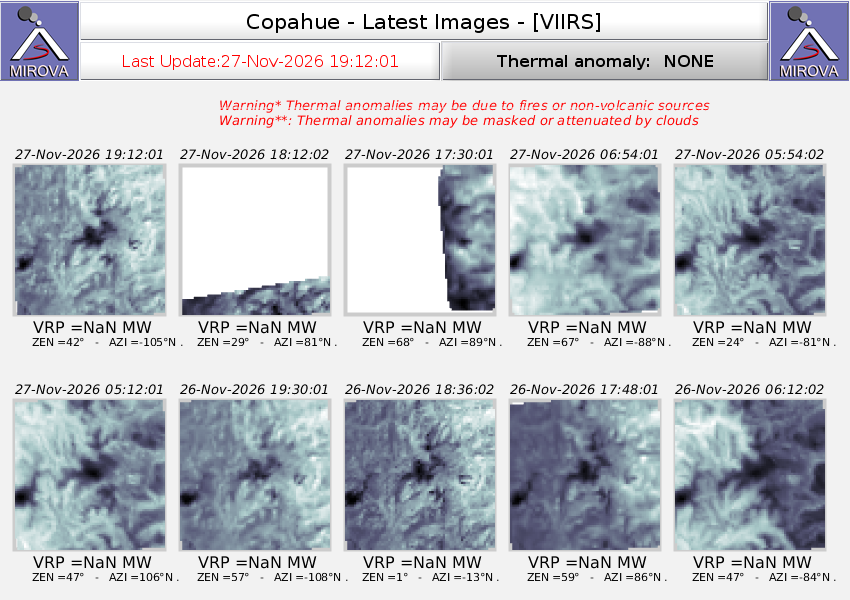 Copahue - Latest Images - [VIIRS]
MIROVA
Last Update:27-Nov-2026 19:12:01
Thermal anomaly: NONE
MIROVA
Warning* Thermal anomalies may be due to fires or non-volcanic sources
Warning**: Thermal anomalies may be masked or attenuated by clouds
27-Nov-2026 19:12:01 27-Nov-2026 18:12:02 27-Nov-2026 17:30:01 27-Nov-2026 06:54:01 27-Nov-2026 05:54:02
VRP =NaN MW VRP =NaN MW VRP =NaN MW VRP =NaN MW VRP =NaN MW
ZEN =42° - AZI =-105°N . ZEN =29° - AZI =81°N . ZEN =68° - AZI =89°N . ZEN =67° - AZI =-88°N . ZEN =24° - AZI =-81°N .
27-Nov-2026 05:12:01 26-Nov-2026 19:30:01 26-Nov-2026 18:36:02 26-Nov-2026 17:48:01 26-Nov-2026 06:12:02
VRP =NaN MW VRP =NaN MW VRP =NaN MW VRP =NaN MW VRP =NaN MW
ZEN =47° - AZI =106°N . ZEN =57° - AZI =-108°N . ZEN =1° - AZI =-13°N . ZEN =59° - AZI =86°N . ZEN =47° - AZI =-84°N .